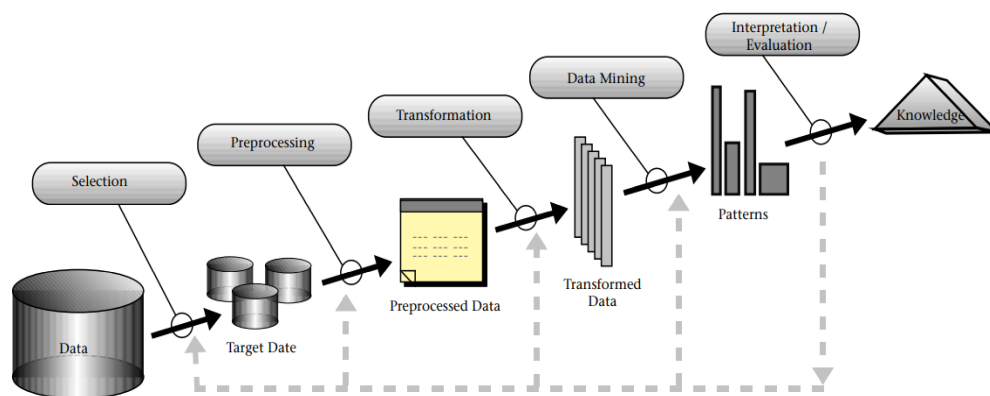 Interpretation /
Evaluation
Data Mining
Transformation
Preprocessing
Selection
Knowledge
Patterns
Transformed
Data
Preprocessed Data
Target Date
Data